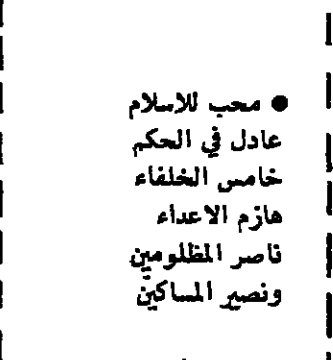 ● محب للاسلام
عادل في الحكم
خامس الخلفاء
هازم الاعداء
ناصر المظلومين
ونصير المساكين